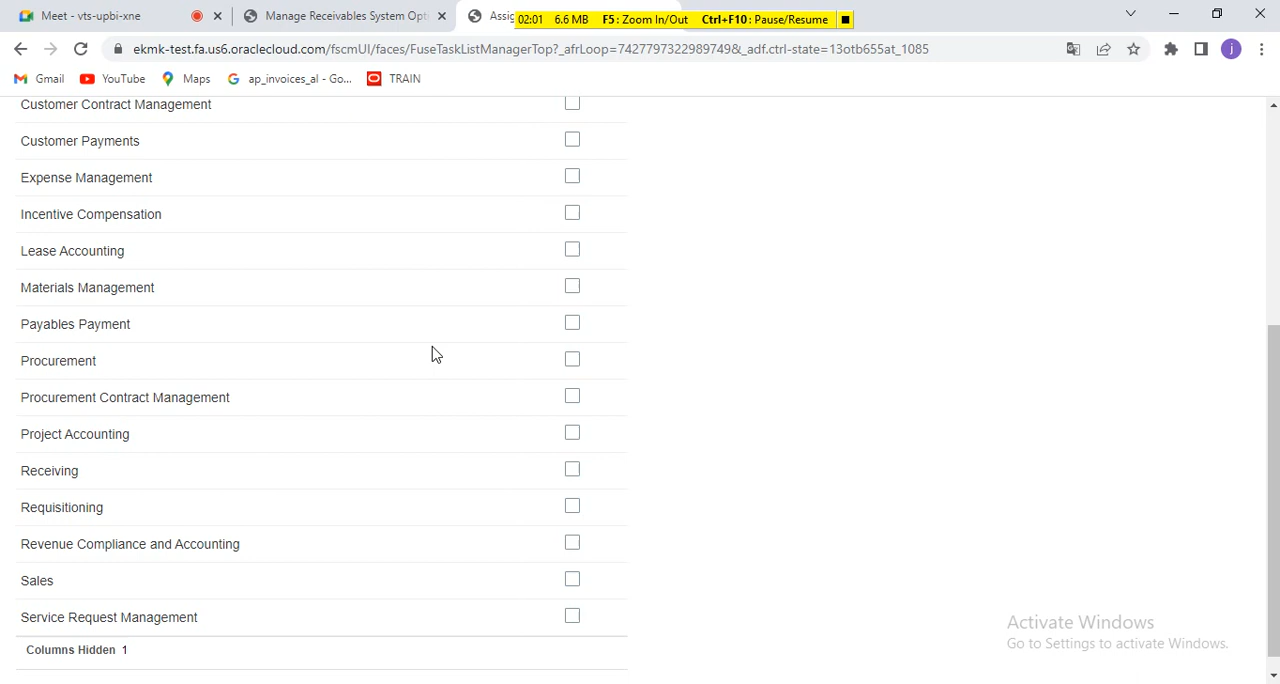 Meet - vts-upbi-xne
Manage Receivables System Opti
Assig
02:01 6.6 MB F5: Zoom In/Out Ctrl+F10: Pause/Resume
ekmk-test.fa.us6.oraclecloud.com/fscmUI/faces/FuseTaskListManagerTop?_afrLoop=7427797322989749&_adf.ctrl-state=13otb655at_1085
j
Gmail
YouTube
Maps
ap_invoices_al - Go...
TRAIN
Customer Contract Management
Customer Payments
Expense Management
Incentive Compensation
Lease Accounting
Materials Management
Payables Payment
Procurement
Procurement Contract Management
Project Accounting
Receiving
Requisitioning
Revenue Compliance and Accounting
Sales
Service Request Management
Columns Hidden 1
Activate Windows
Go to Settings to activate Windows.